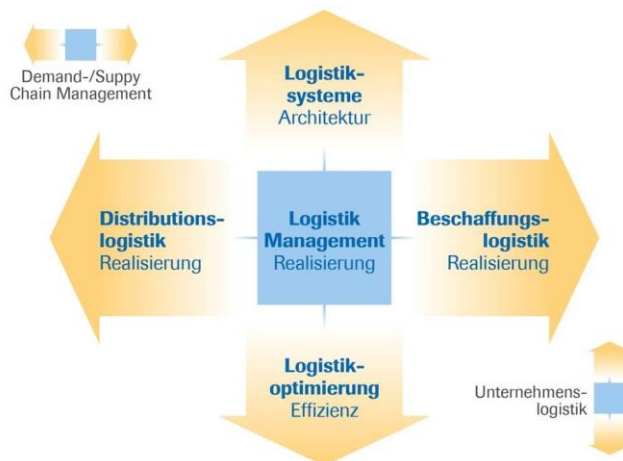 Demand-/Suppy
Chain Management
Logistik-
systeme
Architektur
Distributions-
logistik
Realisierung
Logistik
Management
Realisierung
Beschaffungs-
logistik
Realisierung
Logistik-
optimierung
Effizienz
Unternehmens-
logistik